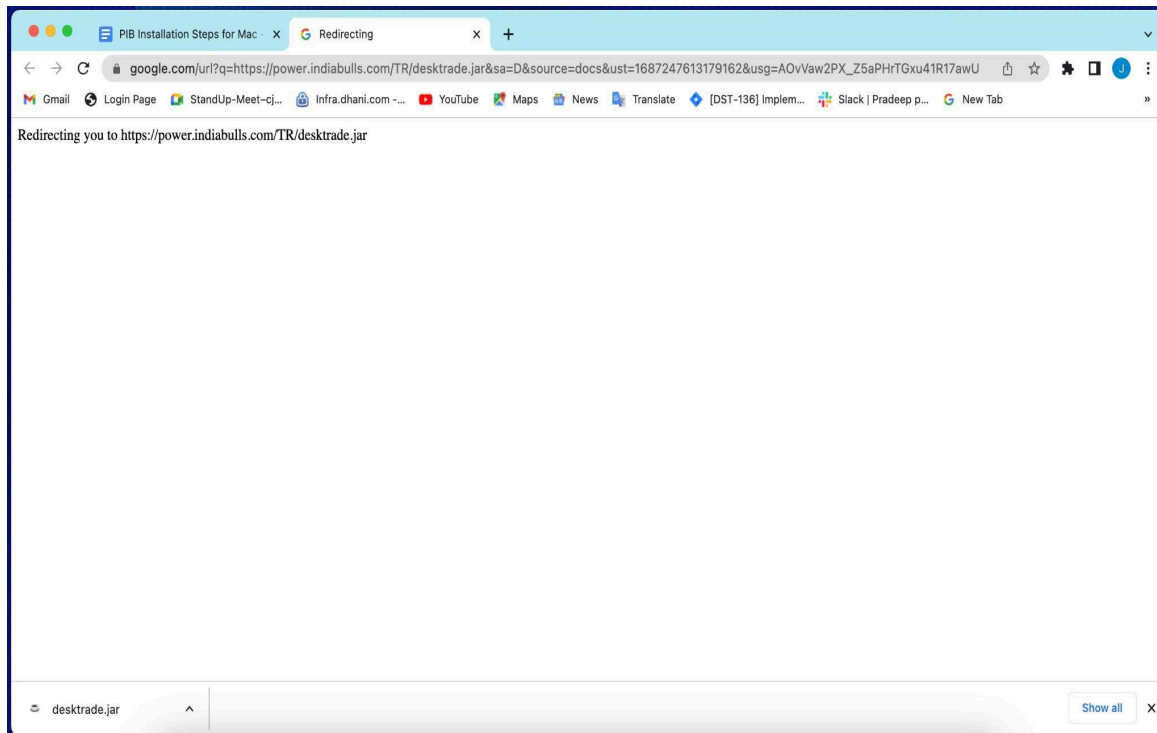 PIB Installation Steps for Mac -
Redirecting
google.com/url?q=https://power.indiabulls.com/TR/desktrade.jar&sa=D&source=docs&ust=1687247613179162&usg=AOvVaw2PX_Z5aPHrTGxu41R17awU
J
Gmail Login Page StandUp-Meet–cj... Infra.dhani.com -... YouTube Maps News Translate [DST-136] Implem... Slack | Pradeep p... New Tab »
Redirecting you to https://power.indiabulls.com/TR/desktrade.jar
desktrade.jar
Show all